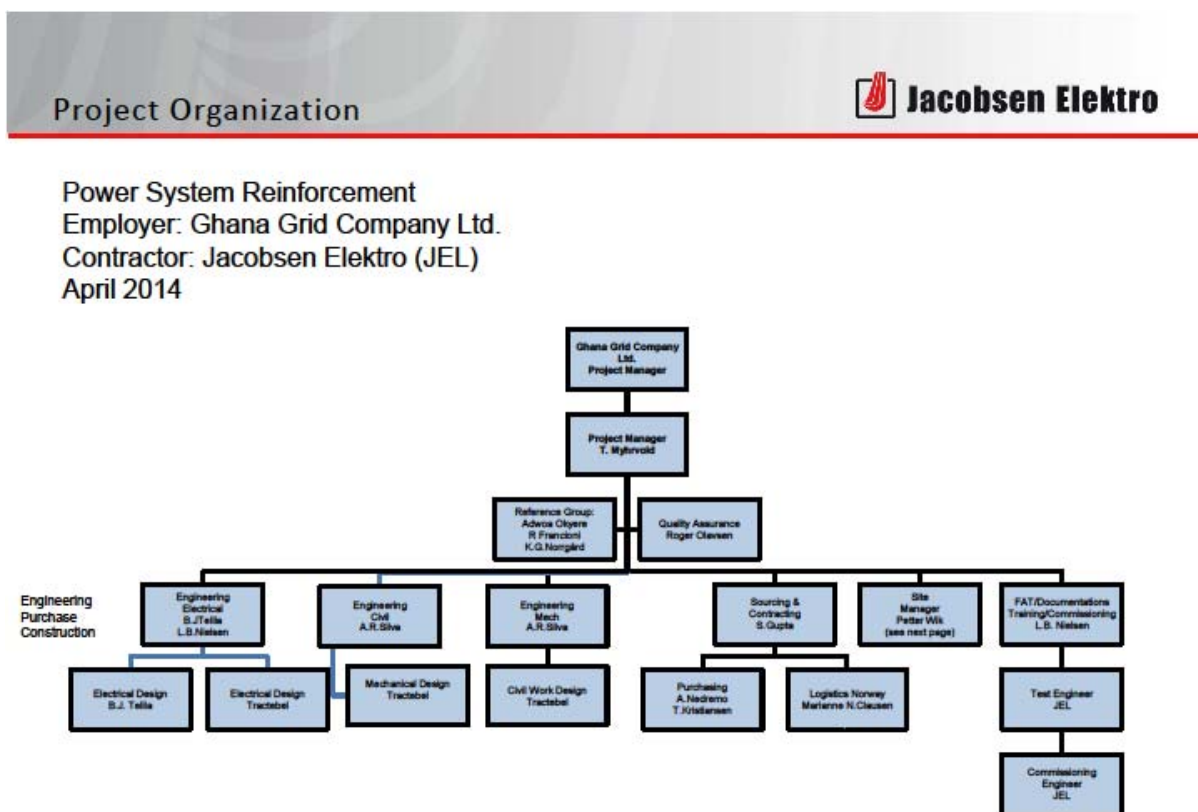 Project Organization
Jacobsen Elektro
Power System Reinforcement
Employer: Ghana Grid Company Ltd.
Contractor: Jacobsen Elektro (JEL)
April 2014
Ghana Grid Company
Ltd.
Project Manager
Project Manager
T. Myhrvold
Reference Group:
Adwoa Okyere
R Francioni
K.G.Norrgård
Quality Assurance
Roger Olavsen
Engineering
Purchase
Construction
Engineering
Electrical
B.JTellia
L.B.Nielsen
Engineering
Civil
A.R.Silva
Engineering
Mech
A.R.Silva
Sourcing &
Contracting
S.Gupta
Site
Manager
Petter Wik
(see next page)
FAT/Documentations
Training/Commissioning
L.B. Nielsen
Electrical Design
B.J. Tellia
Electrical Design
Tractebel
Mechanical Design
Tractebel
Civil Work Design
Tractebel
Purchasing
A.Nedremo
T.Kristiansen
Logistics Norway
Marianne N.Clausen
Test Engineer
JEL
Commissioning
Engineer
JEL